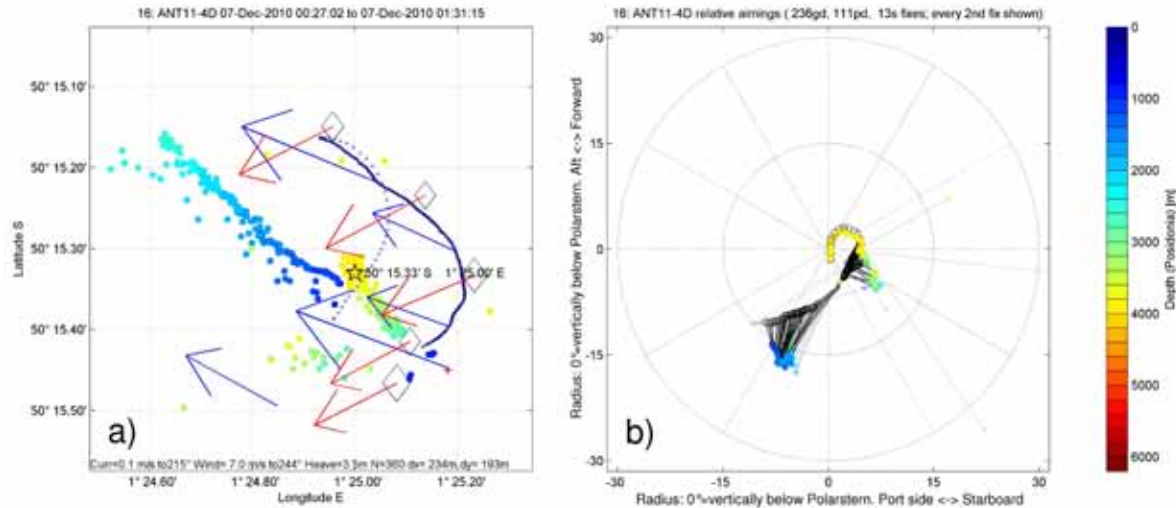 16: ANT11-4D 07-Dec-2010 00:27:02 to 07-Dec-2010 01:31:15
50° 15.10'
50° 15.20'
50° 15.30'
50° 15.40'
50° 15.50'
Latitude S
50° 15.33' S 1° 25.00' E
a)
Curr=0.1 m/s to215° Wind= 7.0 m/s to244° Heave=3.5m N=360 dx= 234m,dy= 193m
1° 24.60'
1° 24.80'
1° 25.00'
1° 25.20'
Longitude E
16: ANT11-4D relative aimings ( 236gd, 111pd, 13s fixes; every 2nd fix shown)
30
15
0
-15
-30
Radius: 0°=vertically below Polarstern. Aft <-> Forward
b)
-30
-15
0
15
30
Radius: 0°=vertically below Polarstern. Port side <-> Starboard
0
1000
2000
3000
4000
5000
6000
Depth (Posidonia) [m]